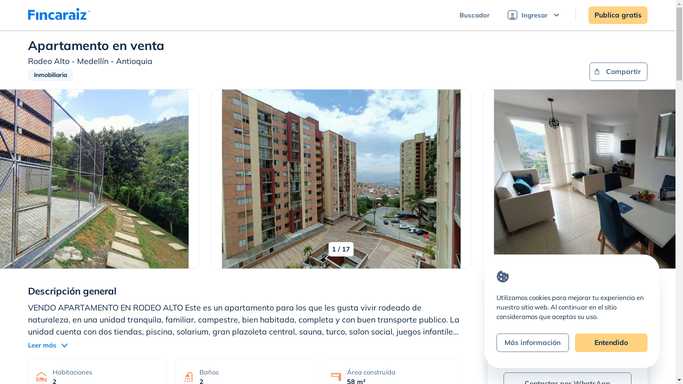 Fincaraiz
Buscador
Ingresar
Publica gratis
Apartamento en venta
Rodeo Alto - Medellín - Antioquia
Inmobiliaria
Compartir
1 / 17
Descripción general
VENDO APARTAMENTO EN RODEO ALTO Este es un apartamento para los que les gusta vivir rodeado de
naturaleza, en una unidad tranquila, familiar, campestre, bien habitada, completa y con buen transporte publico. La
unidad cuenta con dos tiendas, piscina, solarium, gran plazoleta central, sauna, turco, salon social, juegos infantile...
Leer más
Habitaciones
2
Baños
2
Área construida
58 m²
Utilizamos cookies para mejorar tu experiencia en
nuestro sitio web. Al continuar en el sitio
consideramos que aceptas su uso.
Más información
Entendido
Contactar por WhatsApp